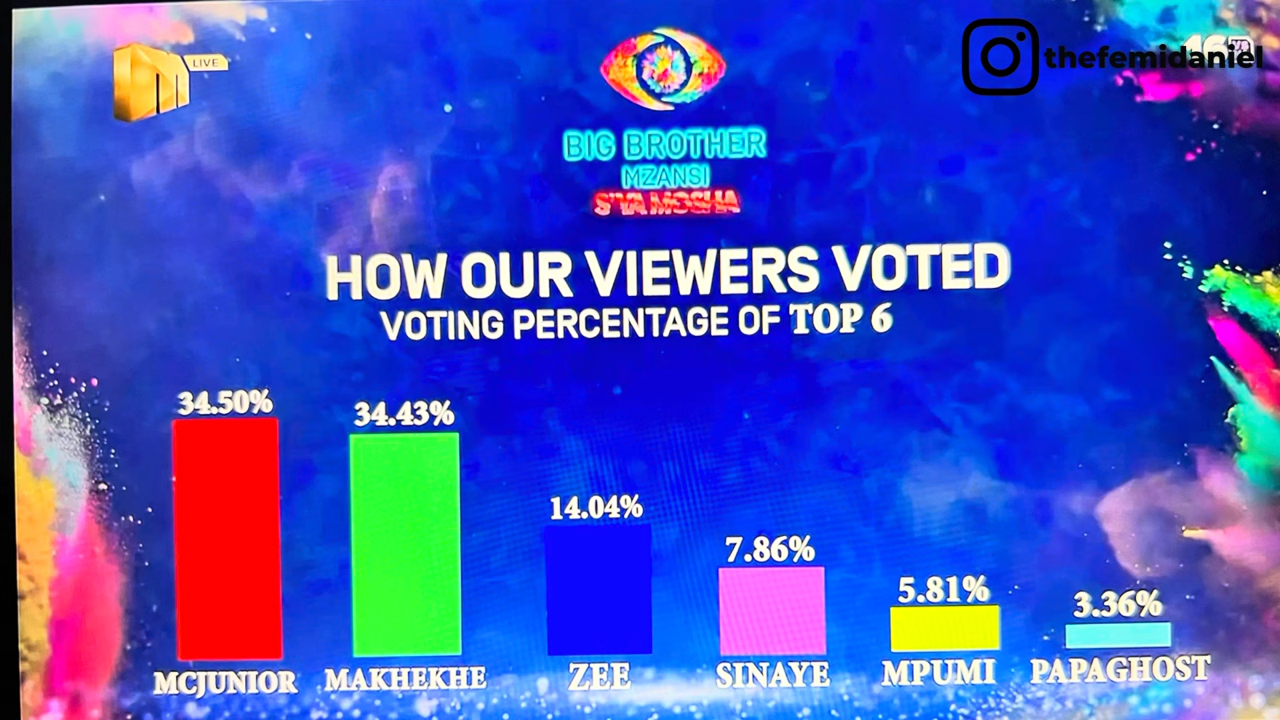 LIVE
thefemidaniel
BIG BROTHER
MZANSI
S'YA MOSHA
HOW OUR VIEWERS VOTED
VOTING PERCENTAGE OF TOP 6
34.50%
34.43%
14.04%
7.86%
5.81%
3.36%
MCJUNIOR
MAKHEKHE
ZEE
SINAYE
MPUMI
PAPAGHOST